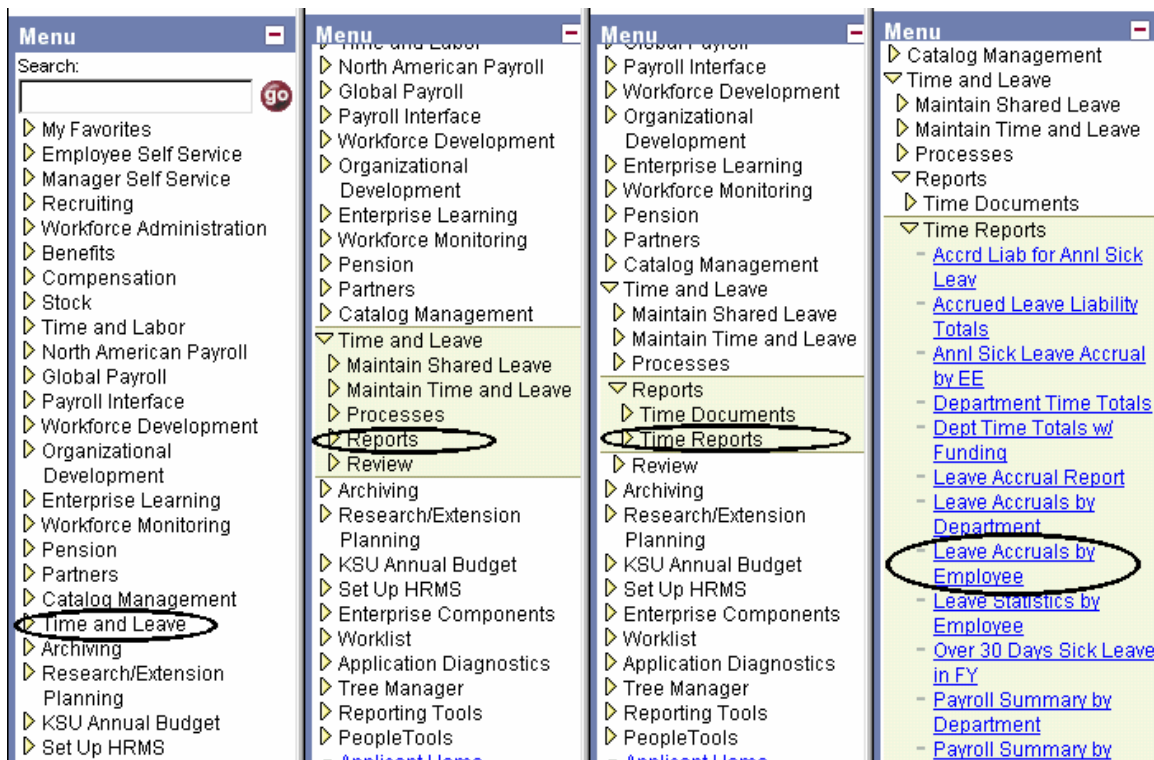 Menu
Search:
go
My Favorites
Employee Self Service
Manager Self Service
Recruiting
Workforce Administration
Benefits
Compensation
Stock
Time and Labor
North American Payroll
Global Payroll
Payroll Interface
Workforce Development
Organizational
Development
Enterprise Learning
Workforce Monitoring
Pension
Partners
Catalog Management
Time and Leave
Archiving
Research/Extension
Planning
KSU Annual Budget
Set Up HRMS
Menu
Time and Labor
North American Payroll
Global Payroll
Payroll Interface
Workforce Development
Organizational
Development
Enterprise Learning
Workforce Monitoring
Pension
Partners
Catalog Management
Time and Leave
Maintain Shared Leave
Maintain Time and Leave
Processes
Reports
Review
Archiving
Research/Extension
Planning
KSU Annual Budget
Set Up HRMS
Enterprise Components
Worklist
Application Diagnostics
Tree Manager
Reporting Tools
PeopleTools
Applicant Home
Menu
Global Payroll
Payroll Interface
Workforce Development
Organizational
Development
Enterprise Learning
Workforce Monitoring
Pension
Partners
Catalog Management
Time and Leave
Maintain Shared Leave
Maintain Time and Leave
Processes
Reports
Time Documents
Time Reports
Review
Archiving
Research/Extension
Planning
KSU Annual Budget
Set Up HRMS
Enterprise Components
Worklist
Application Diagnostics
Tree Manager
Reporting Tools
PeopleTools
Applicant Home
Menu
Catalog Management
Time and Leave
Maintain Shared Leave
Maintain Time and Leave
Processes
Reports
Time Documents
Time Reports
Accrd Liab for Annl Sick
Leav
Accrued Leave Liability
Totals
Annl Sick Leave Accrual
by EE
Department Time Totals
Dept Time Totals w/
Funding
Leave Accrual Report
Leave Accruals by
Department
Leave Accruals by
Employee
Leave Statistics by
Employee
Over 30 Days Sick Leave
in FY
Payroll Summary by
Department
Payroll Summary by